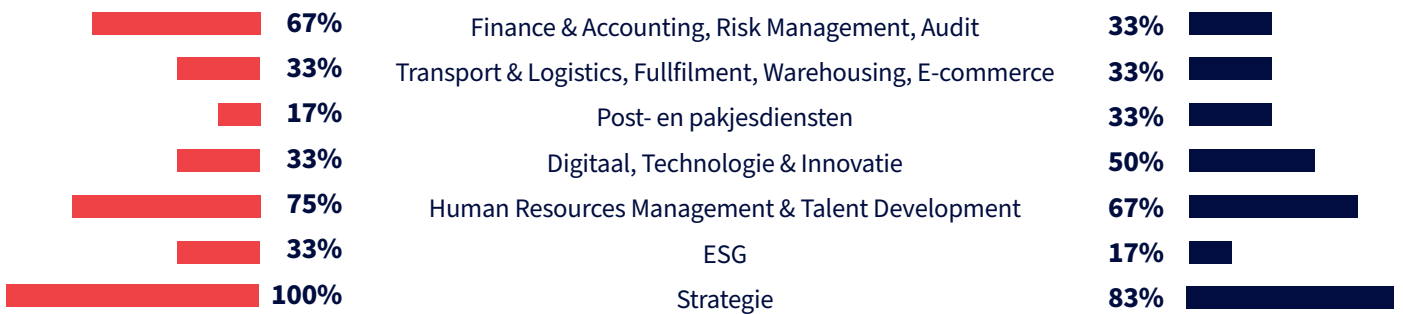 67% Finance & Accounting, Risk Management, Audit 33%
33% Transport & Logistics, Fullfilment, Warehousing, E-commerce 33%
17% Post- en pakjesdiensten 33%
33% Digitaal, Technologie & Innovatie 50%
75% Human Resources Management & Talent Development 67%
33% ESG 17%
100% Strategie 83%